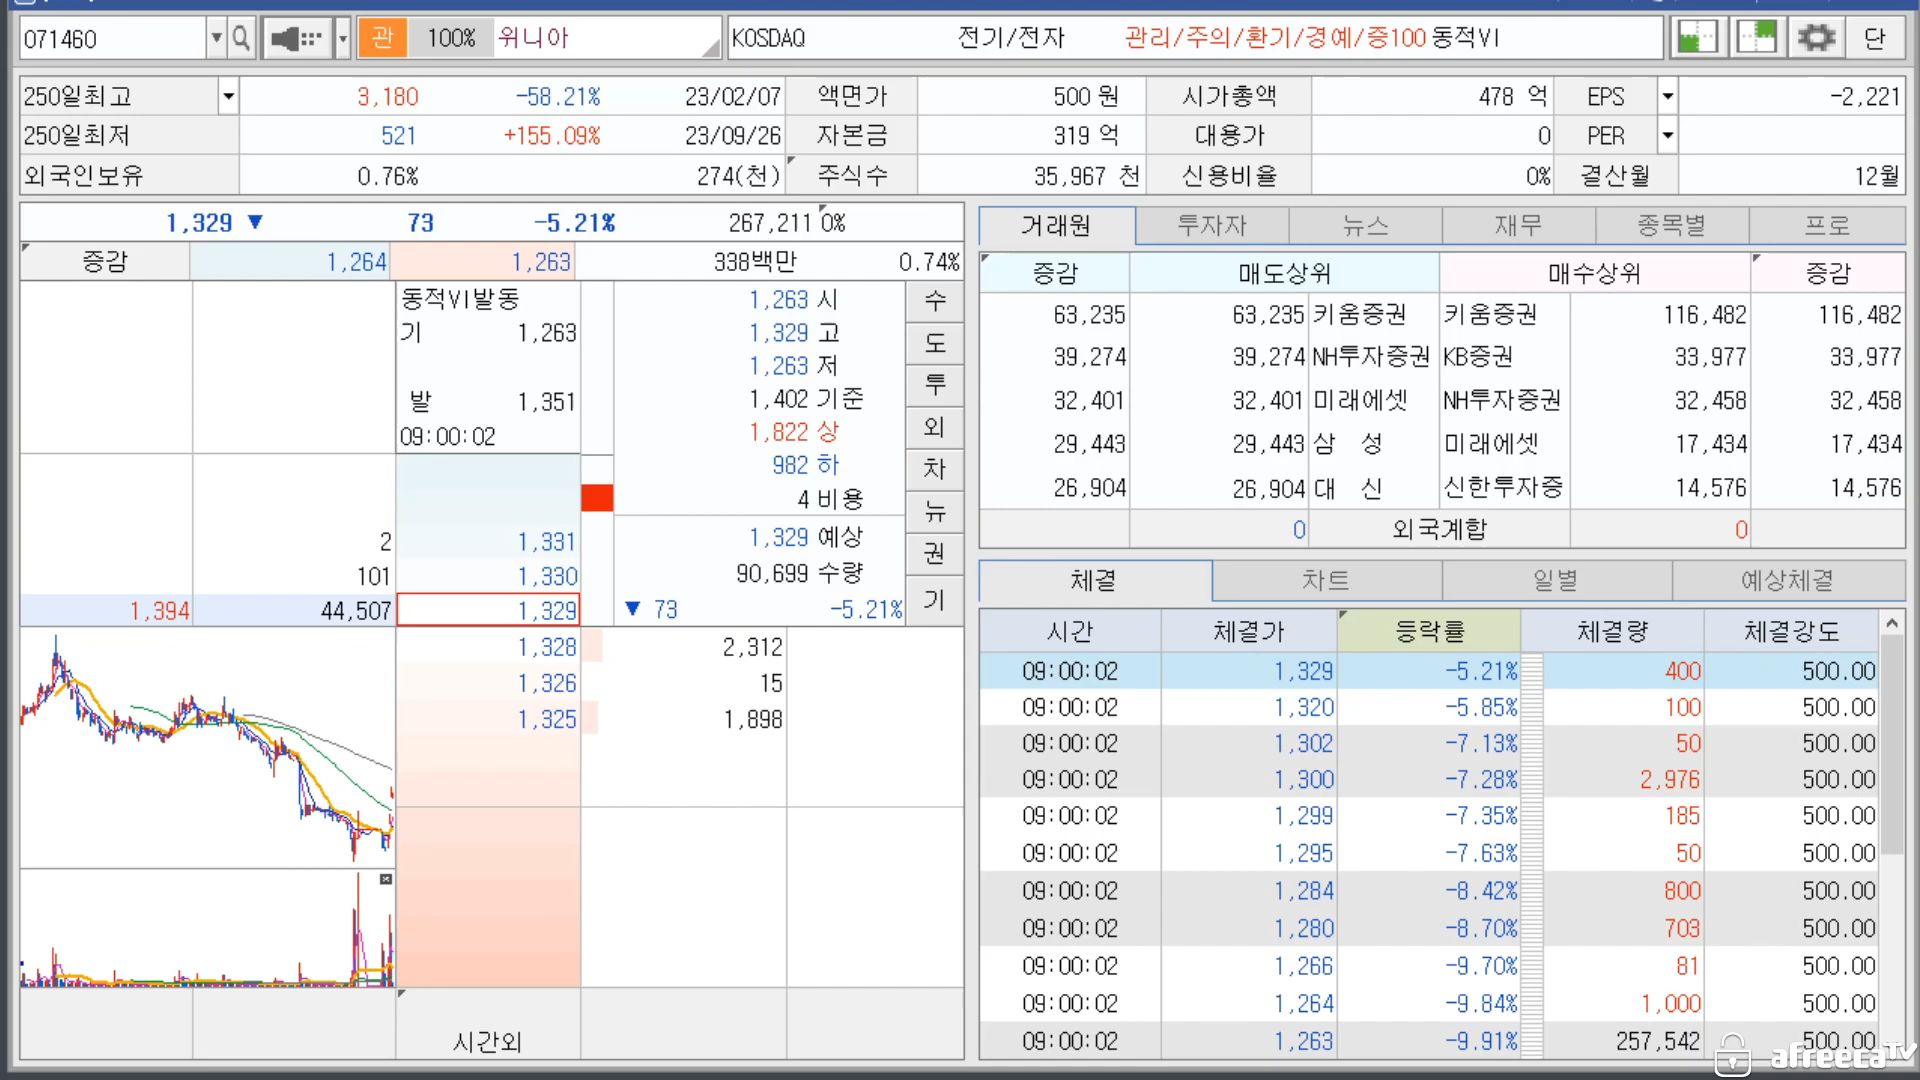 071460 관 100% 위니아 KOSDAQ 전기/전자 관리/주의/환기/경예/증100 동적VI 단
250일최고 3,180 -58.21% 23/02/07 액면가 500 원 시가총액 478 억 EPS -2,221
250일최저 521 +155.09% 23/09/26 자본금 319 억 대용가 0 PER
외국인보유 0.76% 274(천) 주식수 35,967 천 신용비율 0% 결산월 12월
1,329 ▼ 73 -5.21% 267,211 0%
증감 1,264 1,263 338백만 0.74%
동적VI발동
기 1,263
발 1,351
09:00:02
1,263 시
1,329 고
1,263 저
1,402 기준
1,822 상
982 하
4 비용
1,329 예상
90,699 수량
▼ 73 -5.21%
수
도
투
외
차
뉴
권
기
2 1,331
101 1,330
1,394 44,507 1,329
1,328 2,312
1,326 15
1,325 1,898
시간외
거래원 투자자 뉴스 재무 종목별 프로
증감 매도상위 매수상위 증감
63,235 63,235 키움증권 키움증권 116,482 116,482
39,274 39,274 NH투자증권 KB증권 33,977 33,977
32,401 32,401 미래에셋 NH투자증권 32,458 32,458
29,443 29,443 삼 성 미래에셋 17,434 17,434
26,904 26,904 대 신 신한투자증 14,576 14,576
0 외국계합 0
체결 차트 일별 예상체결
시간 체결가 등락률 체결량 체결강도
09:00:02 1,329 -5.21% 400 500.00
09:00:02 1,320 -5.85% 100 500.00
09:00:02 1,302 -7.13% 50 500.00
09:00:02 1,300 -7.28% 2,976 500.00
09:00:02 1,299 -7.35% 185 500.00
09:00:02 1,295 -7.63% 50 500.00
09:00:02 1,284 -8.42% 800 500.00
09:00:02 1,280 -8.70% 703 500.00
09:00:02 1,266 -9.70% 81 500.00
09:00:02 1,264 -9.84% 1,000 500.00
09:00:02 1,263 -9.91% 257,542 500.00
afreecaTV